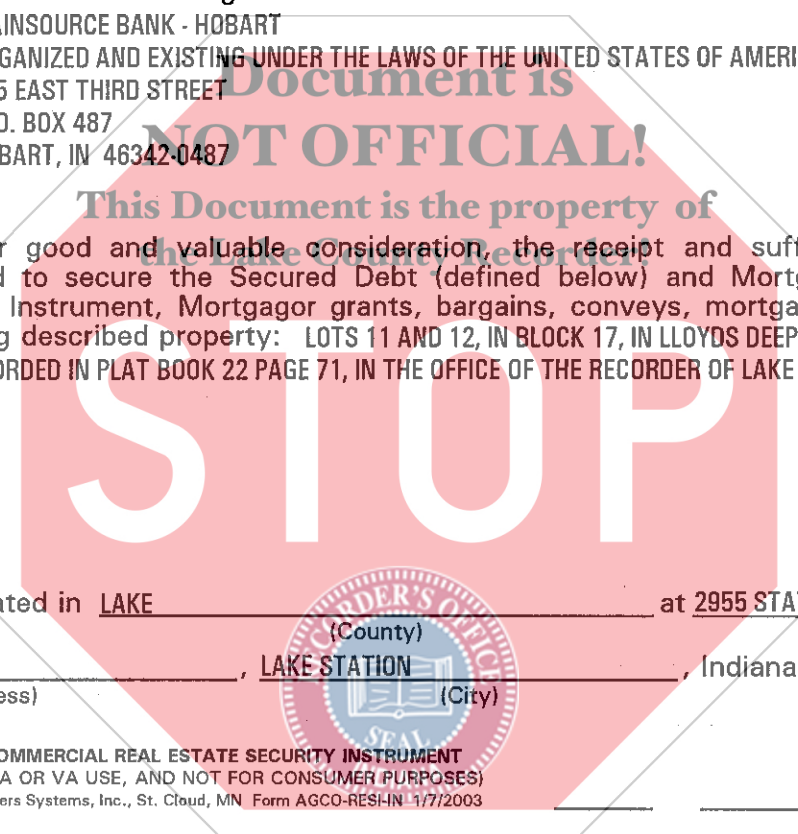 AINSOURCE BANK - HOBART
GANIZED AND EXISTING UNDER THE LAWS OF THE UNITED STATES OF AMERI
5 EAST THIRD STREET
Document is
O. BOX 487
NOT OFFICIAL!
BART, IN 46342-0487
This Document is the property of
the Lake County Recorder!
r good and valuable consideration, the receipt and suff
d to secure the Secured Debt (defined below) and Mortg
Instrument, Mortgagor grants, bargains, conveys, mortga
g described property: LOTS 11 AND 12, IN BLOCK 17, IN LLOYDS DEEP
ORDED IN PLAT BOOK 22 PAGE 71, IN THE OFFICE OF THE RECORDER OF LAKE
STOP
ated in LAKE at 2955 STA
(County)
, LAKE STATION , Indiana
ess) (City)
RECORDER'S OFFICE
SEAL
OMMERCIAL REAL ESTATE SECURITY INSTRUMENT
A OR VA USE, AND NOT FOR CONSUMER PURPOSES)
ers Systems, Inc., St. Cloud, MN Form AGCO-RESI-IN 1/7/2003